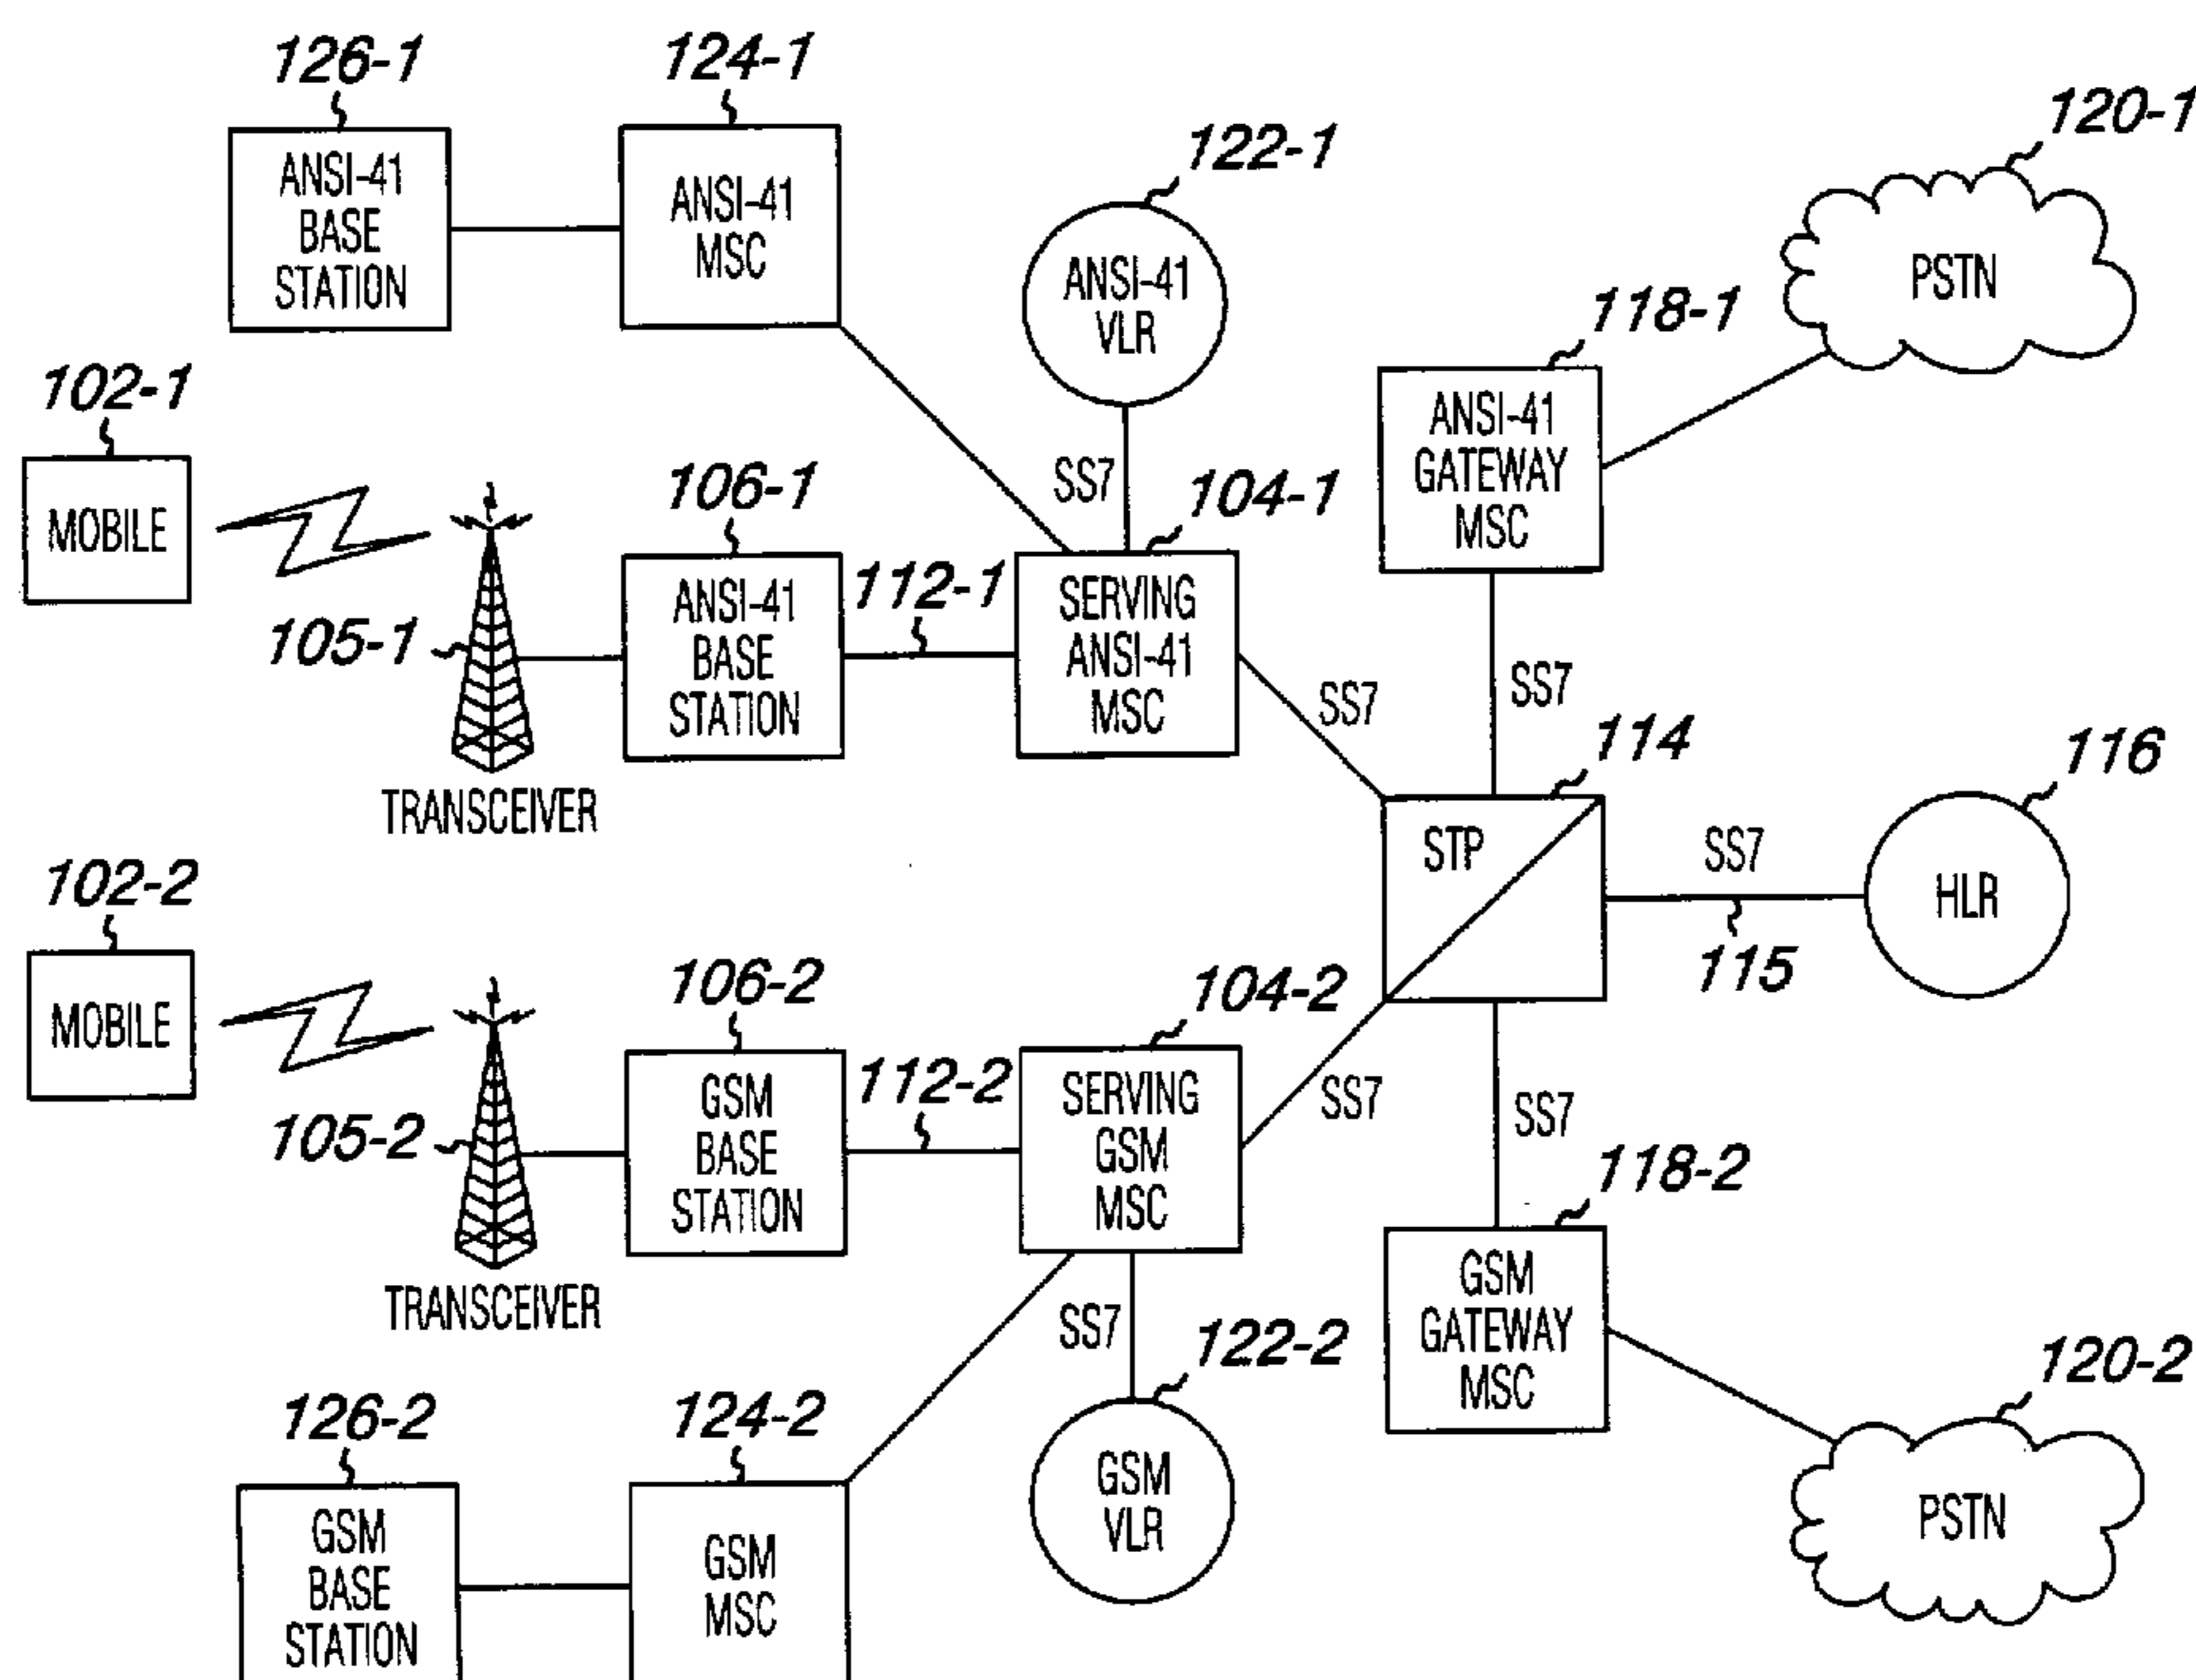 126-1
124-1
122-1
120-1
ANSI-41
BASE
STATION
ANSI-41
MSC
ANSI-41
VLR
PSTN
118-1
102-1
MOBILE
105-1
TRANSCEIVER
106-1
ANSI-41
BASE
STATION
112-1
SS7
104-1
SERVING
ANSI-41
MSC
ANSI-41
GATEWAY
MSC
SS7
SS7
114
STP
SS7
115
116
HLR
102-2
MOBILE
105-2
TRANSCEIVER
106-2
GSM
BASE
STATION
112-2
104-2
SERVING
GSM
MSC
SS7
SS7
118-2
GSM
GATEWAY
MSC
SS7
122-2
GSM
VLR
120-2
PSTN
126-2
GSM
BASE
STATION
124-2
GSM
MSC